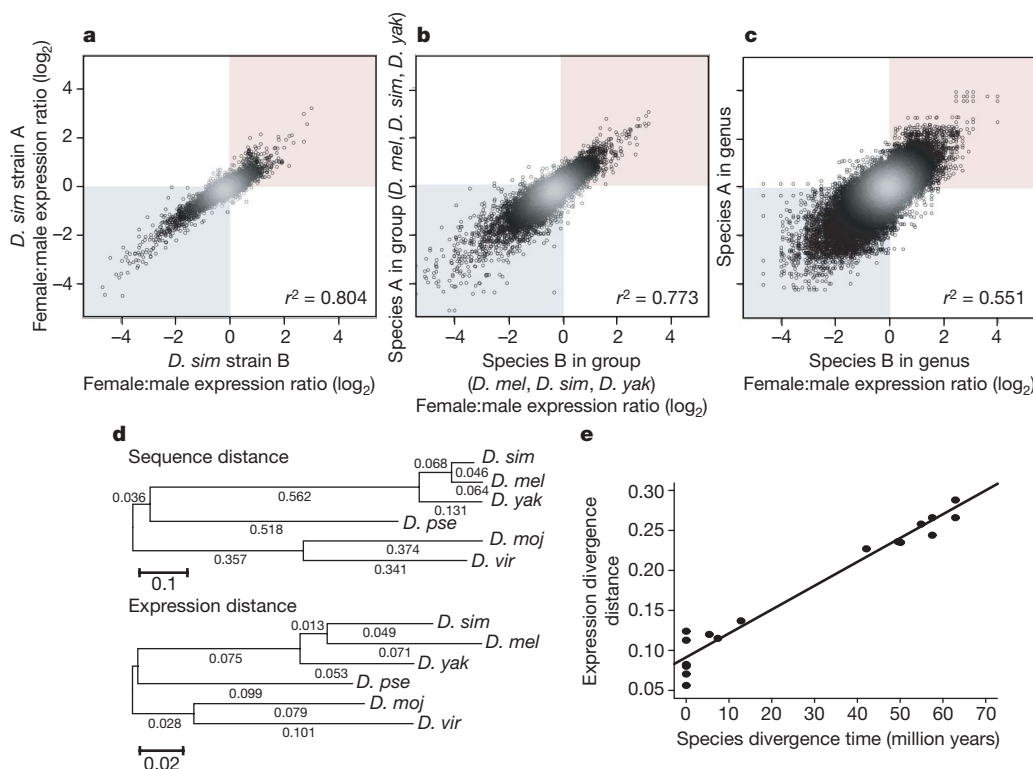 a
D. sim strain A
Female:male expression ratio (log2)
4
2
0
−2
−4
r2 = 0.804
−4 −2 0 2 4
D. sim strain B
Female:male expression ratio (log2)
b
Species A in group (D. mel, D. sim, D. yak)
r2 = 0.773
−4 −2 0 2 4
Species B in group
(D. mel, D. sim, D. yak)
Female:male expression ratio (log2)
c
Species A in genus
r2 = 0.551
−4 −2 0 2 4
Species B in genus
Female:male expression ratio (log2)
d
Sequence distance
0.036
0.562
0.068
0.046
0.064
0.131
0.518
0.357
0.374
0.341
D. sim
D. mel
D. yak
D. pse
D. moj
D. vir
0.1
Expression distance
0.013
0.049
0.075
0.071
0.053
0.099
0.028
0.079
0.101
D. sim
D. mel
D. yak
D. pse
D. moj
D. vir
0.02
e
Expression divergence
distance
0.30
0.25
0.20
0.15
0.10
0.05
0 10 20 30 40 50 60 70
Species divergence time (million years)